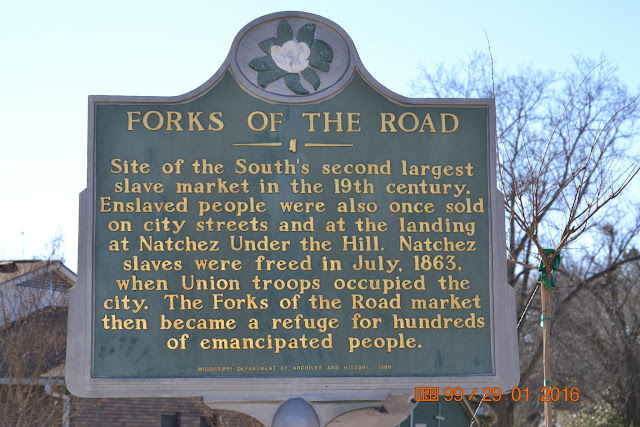 FORKS OF THE ROAD
Site of the South's second largest
slave market in the 19th century.
Enslaved people were also once sold
on city streets and at the landing
at Natchez Under the Hill. Natchez
slaves were freed in July, 1863,
when Union troops occupied the
city. The Forks of the Road market
then became a refuge for hundreds
of emancipated people.
MISSISSIPPI DEPARTMENT OF ARCHIVES AND HISTORY,
99/29·01 2016